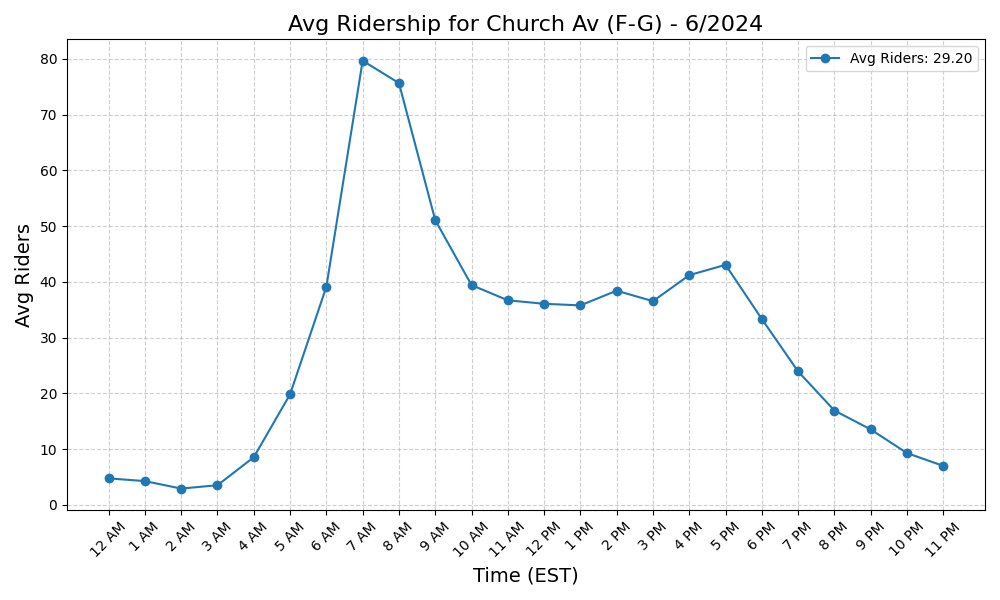 Avg Ridership for Church Av (F-G) - 6/2024
Avg Riders: 29.20
Avg Riders
80
70
60
50
40
30
20
10
0
12 AM
1 AM
2 AM
3 AM
4 AM
5 AM
6 AM
7 AM
8 AM
9 AM
10 AM
11 AM
12 PM
1 PM
2 PM
3 PM
4 PM
5 PM
6 PM
7 PM
8 PM
9 PM
10 PM
11 PM
Time (EST)